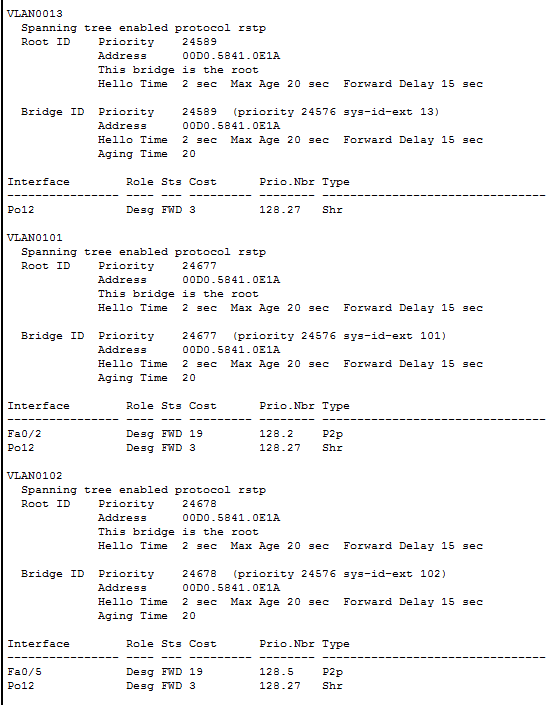 VLAN0013
  Spanning tree enabled protocol rstp
  Root ID    Priority    24589
             Address     00D0.5841.0E1A
             This bridge is the root
             Hello Time  2 sec  Max Age 20 sec  Forward Delay 15 sec

  Bridge ID  Priority    24589  (priority 24576 sys-id-ext 13)
             Address     00D0.5841.0E1A
             Hello Time  2 sec  Max Age 20 sec  Forward Delay 15 sec
             Aging Time  20

Interface        Role Sts Cost      Prio.Nbr Type
---------------- ---- --- --------- -------- --------------------------------
Po12             Desg FWD 3         128.27   Shr

VLAN0101
  Spanning tree enabled protocol rstp
  Root ID    Priority    24677
             Address     00D0.5841.0E1A
             This bridge is the root
             Hello Time  2 sec  Max Age 20 sec  Forward Delay 15 sec

  Bridge ID  Priority    24677  (priority 24576 sys-id-ext 101)
             Address     00D0.5841.0E1A
             Hello Time  2 sec  Max Age 20 sec  Forward Delay 15 sec
             Aging Time  20

Interface        Role Sts Cost      Prio.Nbr Type
---------------- ---- --- --------- -------- --------------------------------
Fa0/2            Desg FWD 19        128.2    P2p
Po12             Desg FWD 3         128.27   Shr

VLAN0102
  Spanning tree enabled protocol rstp
  Root ID    Priority    24678
             Address     00D0.5841.0E1A
             This bridge is the root
             Hello Time  2 sec  Max Age 20 sec  Forward Delay 15 sec

  Bridge ID  Priority    24678  (priority 24576 sys-id-ext 102)
             Address     00D0.5841.0E1A
             Hello Time  2 sec  Max Age 20 sec  Forward Delay 15 sec
             Aging Time  20

Interface        Role Sts Cost      Prio.Nbr Type
---------------- ---- --- --------- -------- --------------------------------
Fa0/5            Desg FWD 19        128.5    P2p
Po12             Desg FWD 3         128.27   Shr